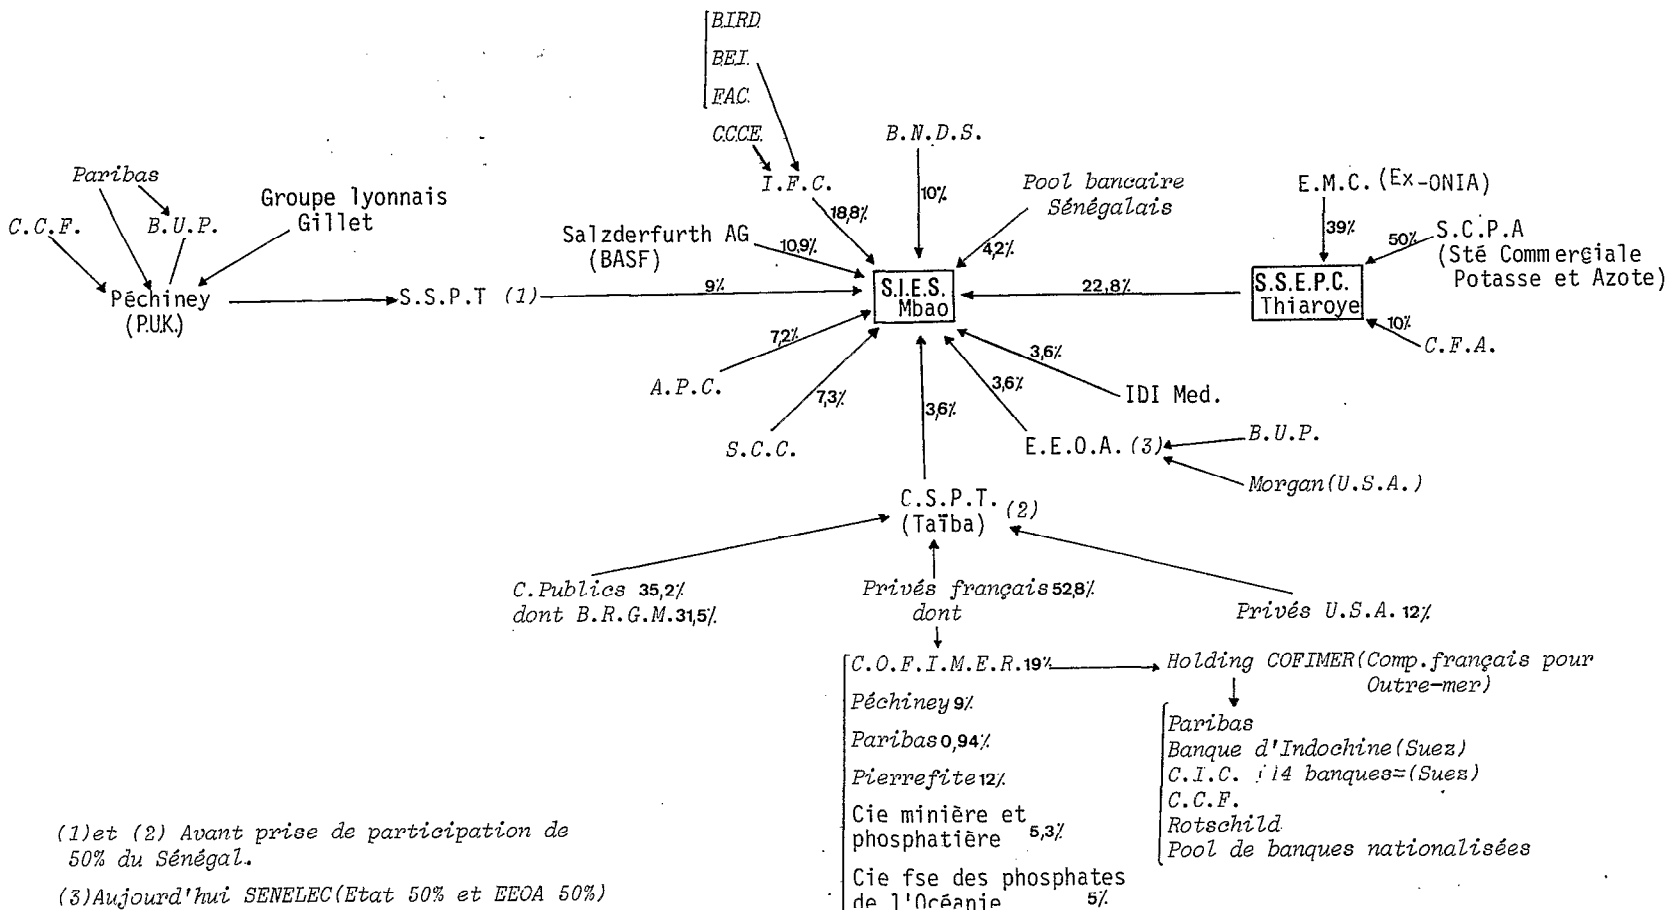 B.I.R.D.
B.E.I.
F.A.C.
C.C.C.E.
B.N.D.S.
I.F.C.
10%
18,8%
Pool bancaire
Sénégalais
4,2%
E.M.C. (Ex-ONIA)
39%
50%
S.C.P.A
(Sté Commerciale
Potasse et Azote)
Paribas
C.C.F.
B.U.P.
Groupe lyonnais
Gillet
Salzderfurth AG
(BASF)
10,9%
Péchiney
(P.U.K.)
S.S.P.T (1)
9%
S.I.E.S.
Mbao
22,8%
S.S.E.P.C.
Thiaroye
10%
C.F.A.
7,2%
A.P.C.
7,3%
S.C.C.
3,6%
3,6%
3,6%
IDI Med.
E.E.O.A. (3)
B.U.P.
Morgan(U.S.A.)
C.S.P.T.
(Taïba)
(2)
C.Publics 35,2%
dont B.R.G.M.31,5%
Privés français 52,8%
dont
Privés U.S.A. 12%
C.O.F.I.M.E.R.19%
Péchiney 9%
Paribas 0,94%
Pierrefite 12%
Cie minière et
phosphatière 5,3%
Cie fse des phosphates
de l'Océanie 5%
Holding COFIMER(Comp.français pour
Outre-mer)
Paribas
Banque d'Indochine(Suez)
C.I.C. 14 banques=(Sues)
C.C.F.
Rotschild
Pool de banques nationalisées
(1)et (2) Avant prise de participation de
50% du Sénégal.
(3)Aujourd'hui SENELEC(Etat 50% et EEOA 50%)